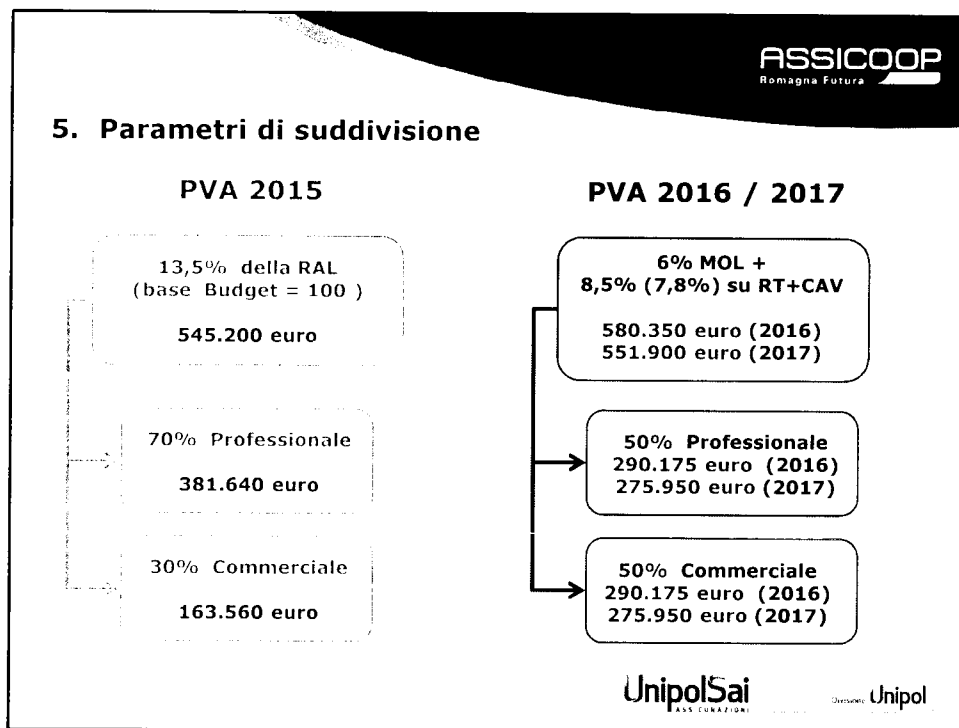 ASSICOOP
Romagna Futura
5. Parametri di suddivisione
PVA 2015
13,5% della RAL
(base Budget = 100 )
545.200 euro
70% Professionale
381.640 euro
30% Commerciale
163.560 euro
PVA 2016 / 2017
6% MOL +
8,5% (7,8%) su RT+CAV
580.350 euro (2016)
551.900 euro (2017)
50% Professionale
290.175 euro (2016)
275.950 euro (2017)
50% Commerciale
290.175 euro (2016)
275.950 euro (2017)
UnipolSai
ASSICURAZIONI
Divisione Unipol